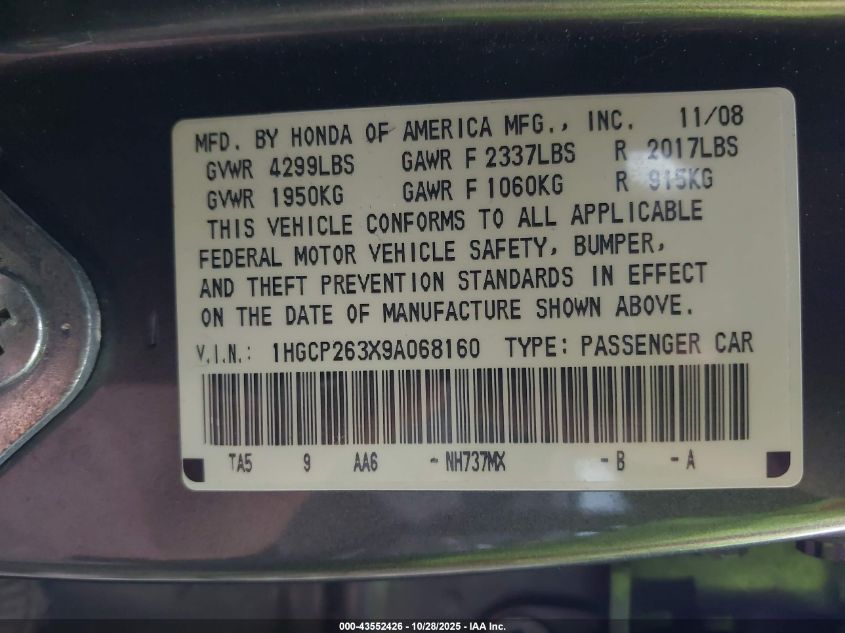 MFD. BY HONDA OF AMERICA MFG., INC. 11/08
GVWR 4299LBS GAWR F 2337LBS R 2017LBS
GVWR 1950KG GAWR F 1060KG R 915KG
THIS VEHICLE CONFORMS TO ALL APPLICABLE
FEDERAL MOTOR VEHICLE SAFETY, BUMPER,
AND THEFT PREVENTION STANDARDS IN EFFECT
ON THE DATE OF MANUFACTURE SHOWN ABOVE.
V.I.N.: 1HGCP263X9A068160 TYPE: PASSENGER CAR
TA5 9 AA6 - NH737MX - B - A
000-43552426 | 10/28/2025 | IAA Inc.